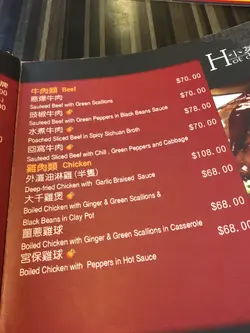 牛肉類 Beef
蔥爆牛肉 $70.00
Sauteed Beef with Green Scallions
豉椒牛肉 $70.00
Sauteed Beef with Green Peppers in Black Beans Sauce
水煮牛肉 $78.00
Poached Sliced Beef in Spicy Sichuan Broth
回窩牛肉 $70.00
Sauteed Sliced Beef with Chili , Green Peppers and Cabbage
雞肉類 Chicken
外濱油淋雞(半隻) $108.00
Deep-fried Chicken with Garlic Braised Sauce
大千雞煲 $68.00
Boiled Chicken with Ginger & Green Scallions &
Black Beans in Clay Pot
薑蔥雞球 $68.00
Boiled Chicken with Ginger & Green Scallions in Casserole
宮保雞球 $68.00
Boiled Chicken with Peppers in Hot Sauce